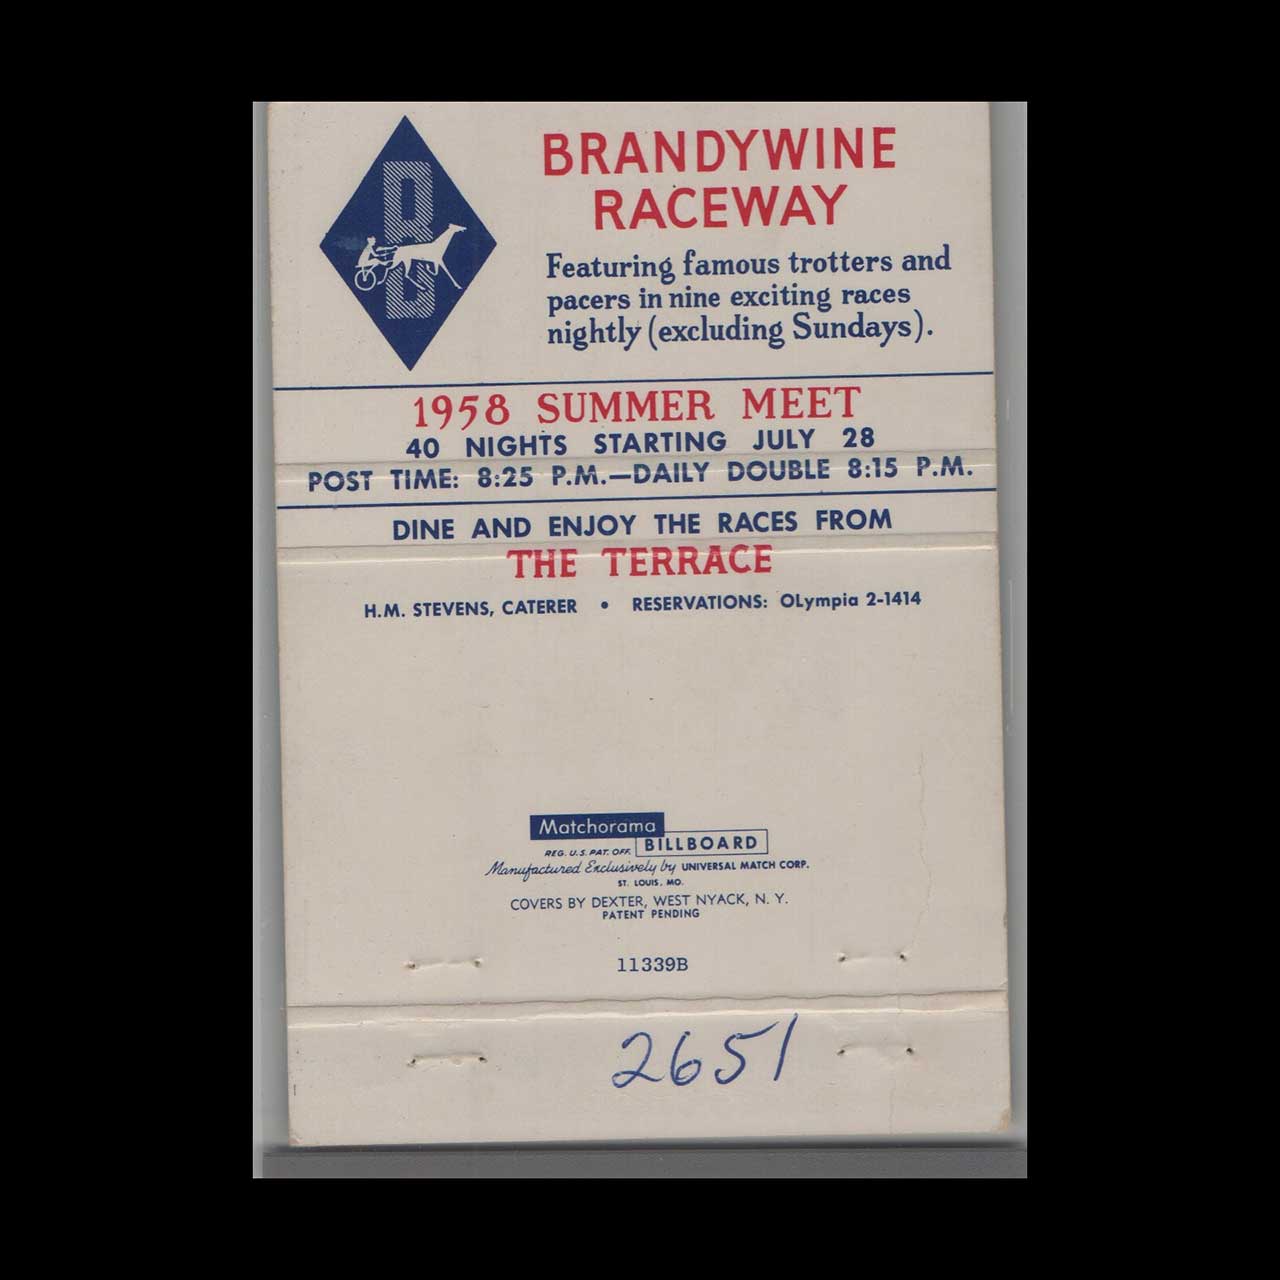 BRANDYWINE
RACEWAY
Featuring famous trotters and
pacers in nine exciting races
nightly (excluding Sundays).
1958 SUMMER MEET
40 NIGHTS STARTING JULY 28
POST TIME: 8:25 P.M.—DAILY DOUBLE 8:15 P.M.
DINE AND ENJOY THE RACES FROM
THE TERRACE
H.M. STEVENS, CATERER • RESERVATIONS: OLympia 2-1414
Matchorama
BILLBOARD
REG. U.S. PAT. OFF.
Manufactured Exclusively by UNIVERSAL MATCH CORP.
ST. LOUIS, MO.
COVERS BY DEXTER, WEST NYACK, N. Y.
PATENT PENDING
11339B
2651